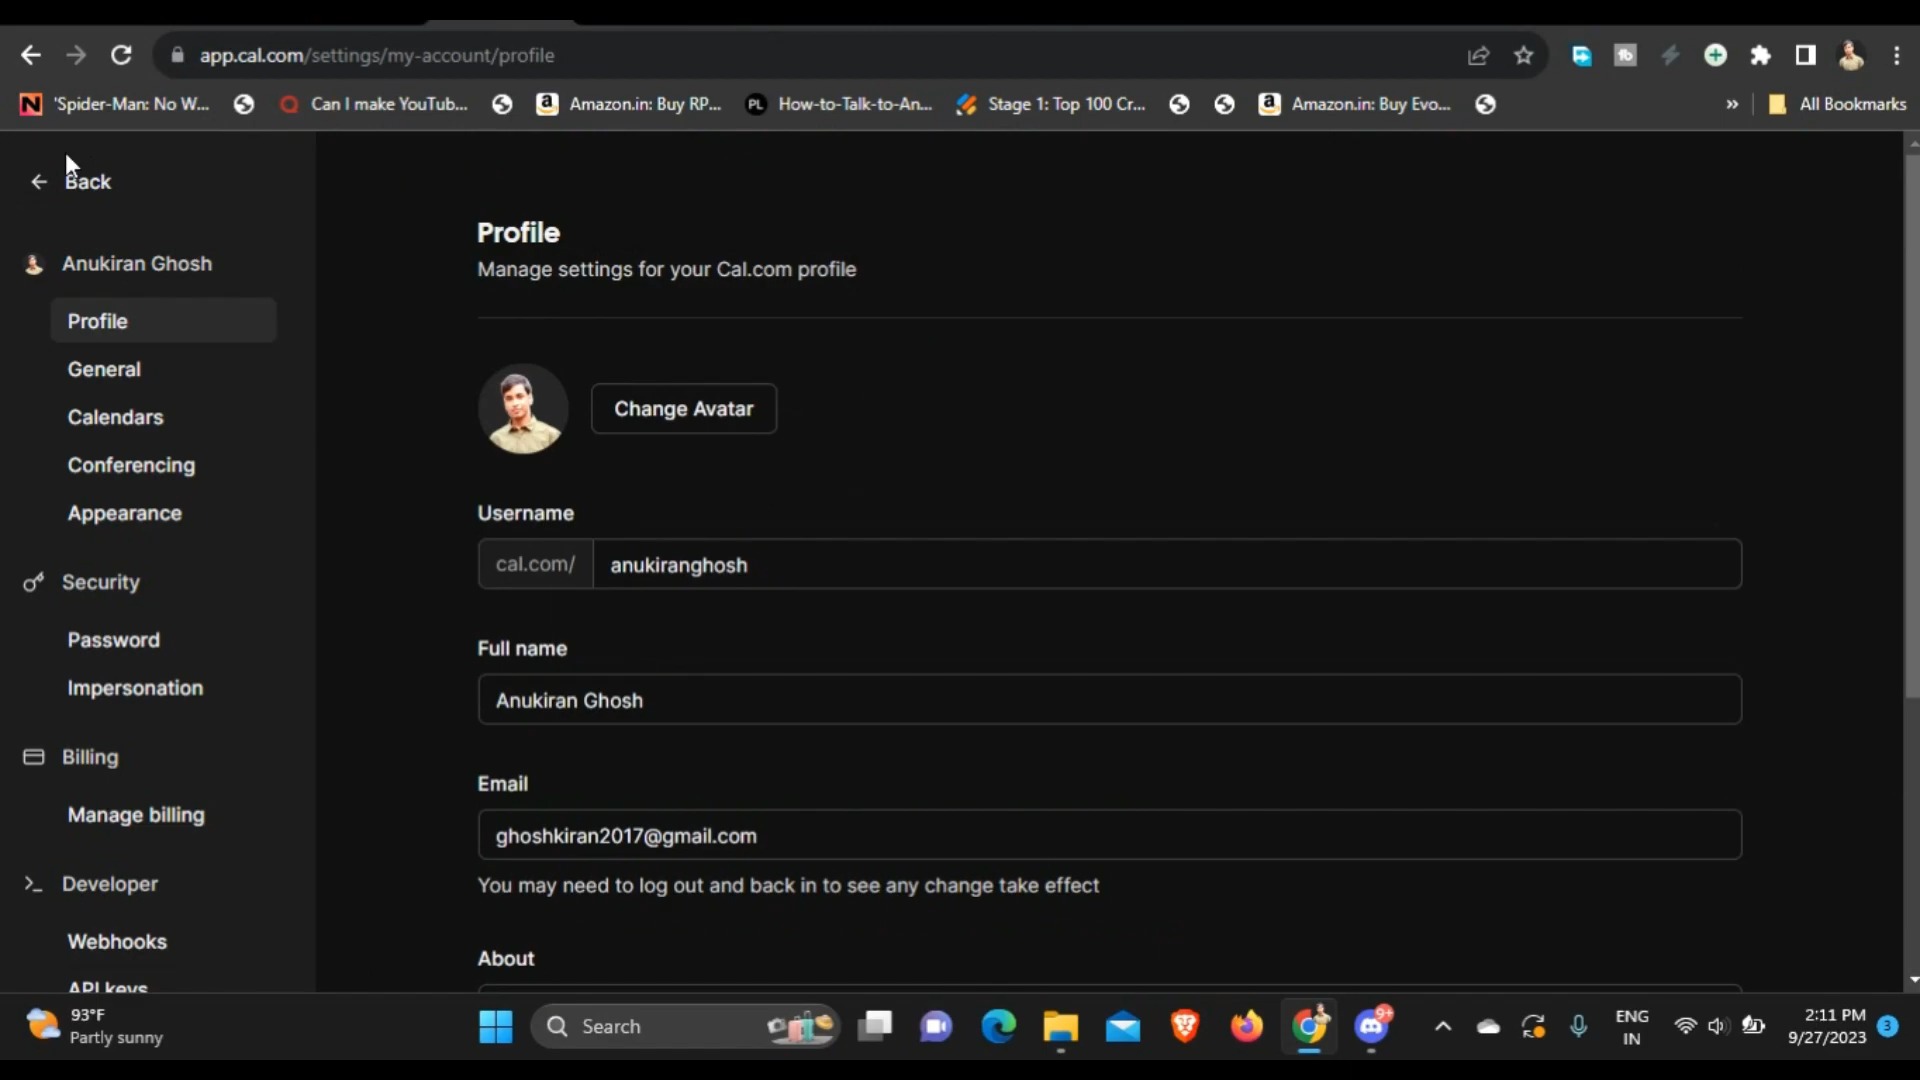 app.cal.com/settings/my-account/profile
'Spider-Man: No W...
Can I make YouTub...
Amazon.in: Buy RP...
PL How-to-Talk-to-An...
Stage 1: Top 100 Cr...
Amazon.in: Buy Evo...
» All Bookmarks
Back
Anukiran Ghosh
Profile
General
Calendars
Conferencing
Appearance
Security
Password
Impersonation
Billing
Manage billing
Developer
Webhooks
API keys
Profile
Manage settings for your Cal.com profile
Change Avatar
Username
cal.com/ anukiranghosh
Full name
Anukiran Ghosh
Email
ghoshkiran2017@gmail.com
You may need to log out and back in to see any change take effect
About
93°F
Partly sunny
Search
9+
ENG
IN
2:11 PM
9/27/2023
3